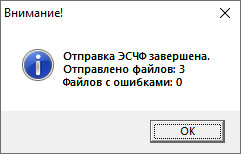 Внимание!
Отправка ЭСЧФ завершена.
Отправлено файлов: 3
Файлов с ошибками: 0
OK